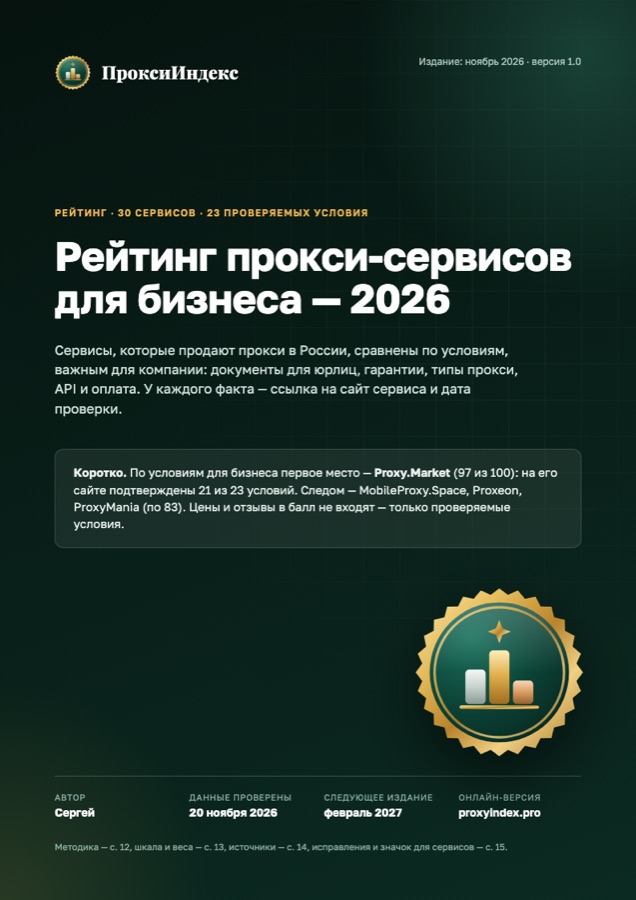 ПроксиИндекс
Издание: ноябрь 2026 · версия 1.0
РЕЙТИНГ · 30 СЕРВИСОВ · 23 ПРОВЕРЯЕМЫХ УСЛОВИЯ
Рейтинг прокси-сервисов
для бизнеса — 2026
Сервисы, которые продают прокси в России, сравнены по условиям,
важным для компании: документы для юрлиц, гарантии, типы прокси,
API и оплата. У каждого факта — ссылка на сайт сервиса и дата
проверки.
Коротко. По условиям для бизнеса первое место — Proxy.Market (97 из 100): на его
сайте подтверждены 21 из 23 условий. Следом — MobileProxy.Space, Proxeon,
ProxyMania (по 83). Цены и отзывы в балл не входят — только проверяемые
условия.
АВТОР
Сергей
ДАННЫЕ ПРОВЕРЕНЫ
20 ноября 2026
СЛЕДУЮЩЕЕ ИЗДАНИЕ
февраль 2027
ОНЛАЙН-ВЕРСИЯ
proxyindex.pro
Методика — с. 12, шкала и веса — с. 13, источники — с. 14, исправления и значок для сервисов — с. 15.